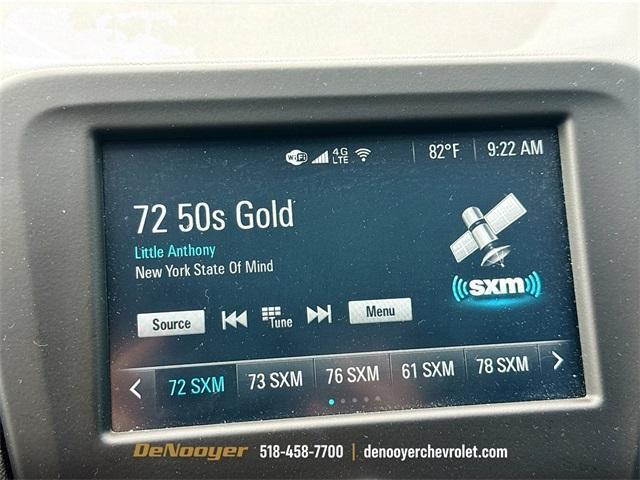 WiFi 4G LTE 82°F 9:22 AM
72 50s Gold
Little Anthony
New York State Of Mind
((sxm))
Source Tune Menu
72 SXM 73 SXM 76 SXM 61 SXM 78 SXM
DeNooyer 518-458-7700 | denooyerchevrolet.com